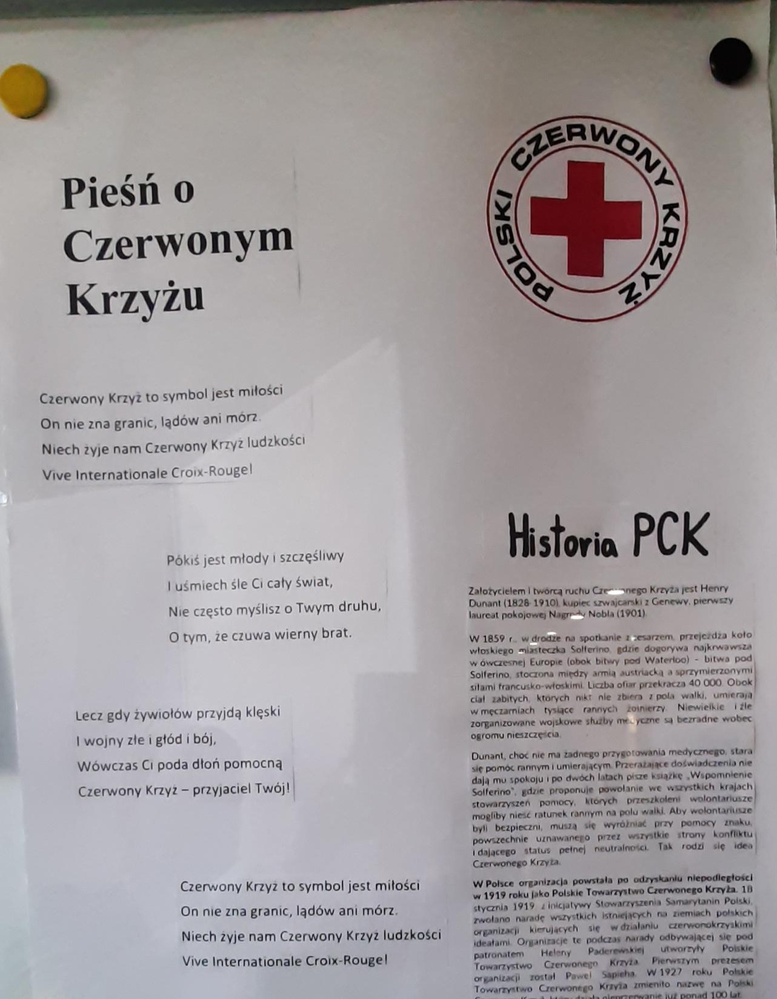 Pieśń o
Czerwonym
Krzyżu
Czerwony Krzyż to symbol jest miłości
On nie zna granic, lądów ani mórz.
Niech żyje nam Czerwony Krzyż ludzkości
Vive Internationale Croix-Rouge!
Pókiś jest młody i szczęśliwy
I uśmiech śle Ci cały świat,
Nie często myślisz o Twym druhu,
O tym, że czuwa wierny brat.
Lecz gdy żywiołów przyjdą klęski
I wojny złe i głód i bój,
Wówczas Ci poda dłoń pomocną
Czerwony Krzyż – przyjaciel Twój!
Czerwony Krzyż to symbol jest miłości
On nie zna granic, lądów ani mórz.
Niech żyje nam Czerwony Krzyż ludzkości
Vive Internationale Croix-Rouge!
POLSKI CZERWONY KRZYŻ
Historia PCK
Założycielem i twórcą ruchu Czerwonego Krzyża jest Henry
Dunant (1828-1910), kupiec szwajcarski z Genewy, pierwszy
laureat pokojowej Nagrody Nobla (1901).
W 1859 r., w drodze na spotkanie z cesarzem, przejeżdża koło
włoskiego miasteczka Solferino, gdzie dogorywa najkrwawsza
w ówczesnej Europie (obok bitwy pod Waterloo) - bitwa pod
Solferino, stoczona między armią austriacką a sprzymierzonymi
siłami francusko-włoskimi. Liczba ofiar przekracza 40 000. Obok
ciał zabitych, których nikt nie zbiera z pola walki, umierają
w męczarniach tysiące rannych żołnierzy. Niewielkie i źle
zorganizowane wojskowe służby medyczne są bezradne wobec
ogromu nieszczęścia.
Dunant, choć nie ma żadnego przygotowania medycznego, stara
się pomóc rannym i umierającym. Przerażające doświadczenia nie
dają mu spokoju i po dwóch latach pisze książkę „Wspomnienie
Solferino”, gdzie proponuje powołanie we wszystkich krajach
stowarzyszeń pomocy, których przeszkoleni wolontariusze
mogliby nieść ratunek rannym na polu walki. Aby wolontariusze
byli bezpieczni, muszą się wyróżniać przy pomocy znaku,
powszechnie uznawanego przez wszystkie strony konfliktu
i dającego status pełnej neutralności. Tak rodzi się idea
Czerwonego Krzyża.
W Polsce organizacja powstała po odzyskaniu niepodległości
w 1919 roku jako Polskie Towarzystwo Czerwonego Krzyża. 18
stycznia 1919 z inicjatywy Stowarzyszenia Samarytanin Polski,
zwołano naradę wszystkich istniejących na ziemiach polskich
organizacji kierujących się w działaniu czerwonokrzyskimi
ideałami. Organizacje te podczas narady odbywającej się pod
patronatem Heleny Paderewskiej utworzyły Polskie
Towarzystwo Czerwonego Krzyża. Pierwszym prezesem
organizacji został Paweł Sapieha. W 1927 roku Polskie
Towarzystwo Czerwonego Krzyża zmieniło nazwę na Polski
nieprzerwanie już ponad 100 lat.